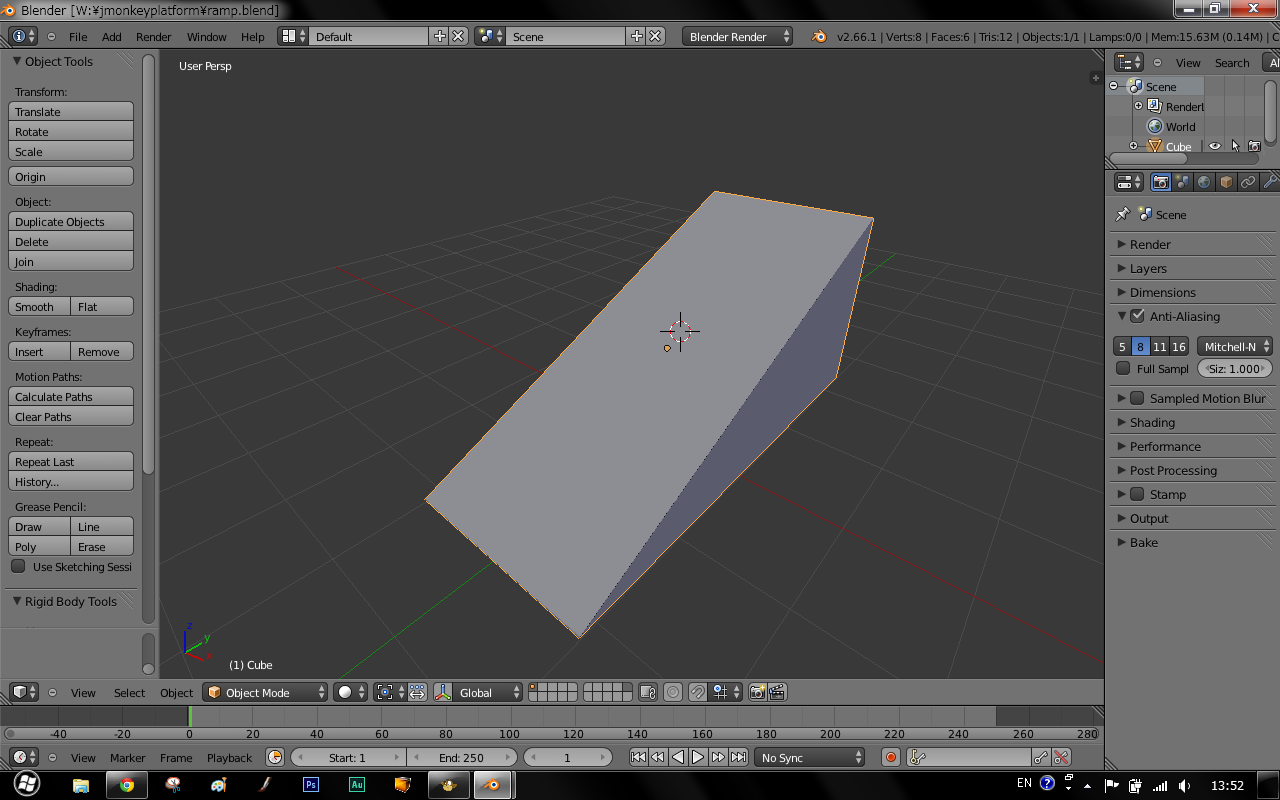 Blender [W:¥jmonkeyplatform¥ramp.blend]
File Add Render Window Help Default Scene Blender Render v2.66.1 | Verts:8 | Faces:6 | Tris:12 | Objects:1/1 | Lamps:0/0 | Mem:15.63M (0.14M) | C
Object Tools
Transform:
Translate
Rotate
Scale
Origin
Object:
Duplicate Objects
Delete
Join
Shading:
Smooth Flat
Keyframes:
Insert Remove
Motion Paths:
Calculate Paths
Clear Paths
Repeat:
Repeat Last
History...
Grease Pencil:
Draw Line
Poly Erase
Use Sketching Sessi
Rigid Body Tools
User Persp
z
y
x
(1) Cube
View Search Al
Scene
RenderL
World
Cube
Scene
Render
Layers
Dimensions
Anti-Aliasing
5 8 11 16 Mitchell-N
Full Sampl Siz: 1.000
Sampled Motion Blur
Shading
Performance
Post Processing
Stamp
Output
Bake
View Select Object Object Mode Global
-40 -20 0 20 40 60 80 100 120 140 160 180 200 220 240 260 280
View Marker Frame Playback Start: 1 End: 250 1 No Sync
Ps Au EN ? 13:52